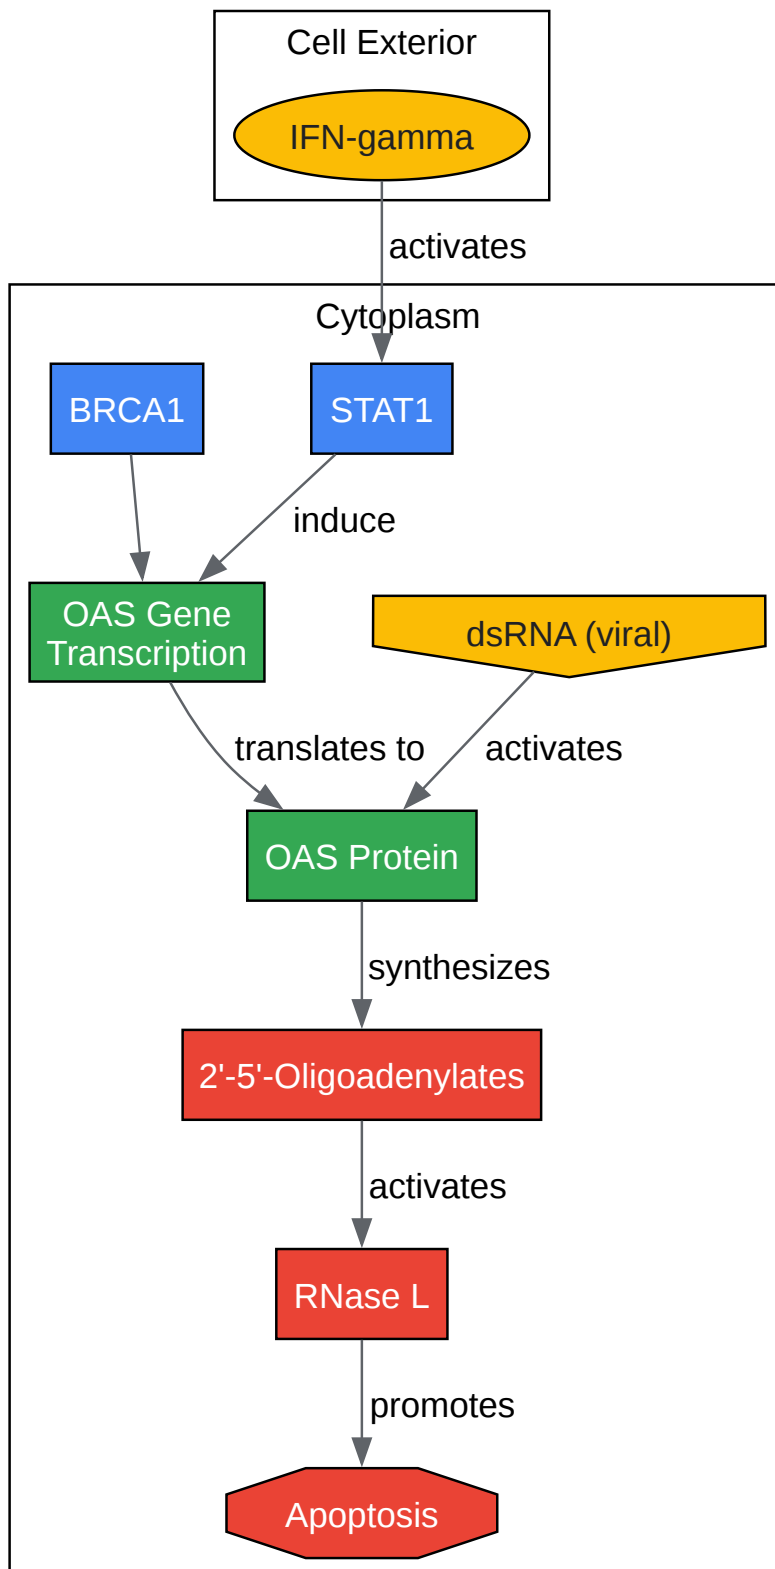 Cell Exterior
IFN-gamma
activates
Cytoplasm
BRCA1
STAT1
induce
OAS Gene
Transcription
dsRNA (viral)
translates to
activates
OAS Protein
synthesizes
2'-5'-Oligoadenylates
activates
RNase L
promotes
Apoptosis